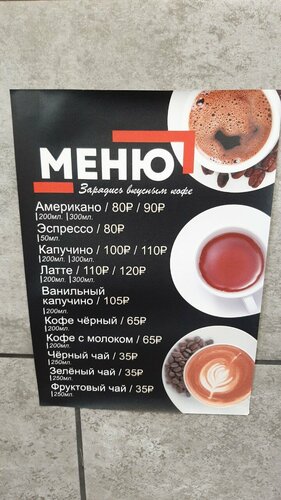 МЕНЮ
Зарядись вкусным кофе
Американо / 80₽ / 90₽
|200мл. |300мл.
Эспрессо / 80₽
|50мл.
Капучино / 100₽ / 110₽
|200мл. |300мл.
Латте / 110₽ / 120₽
|200мл. |300мл.
Ванильный
капучино / 105₽
|200мл.
Кофе чёрный / 65₽
|200мл.
Кофе с молоком / 65₽
|200мл.
Чёрный чай / 35₽
|250мл.
Зелёный чай / 35₽
|250мл.
Фруктовый чай / 35₽
|250мл.